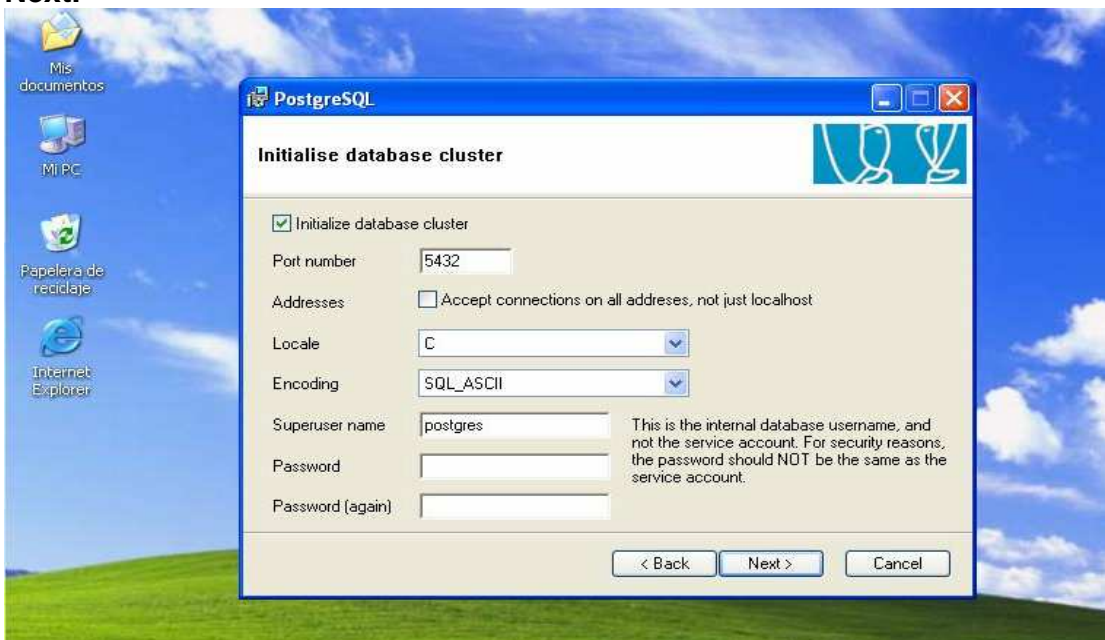 Next.
Mis
documentos
Mi PC
Papelera de
reciclaje
Internet
Explorer
PostgreSQL
Initialise database cluster
Initialize database cluster
Port number 5432
Addresses Accept connections on all addreses, not just localhost
Locale C
Encoding SQL_ASCII
Superuser name postgres
Password
Password (again)
This is the internal database username, and
not the service account. For security reasons,
the password should NOT be the same as the
service account.
< Back Next > Cancel